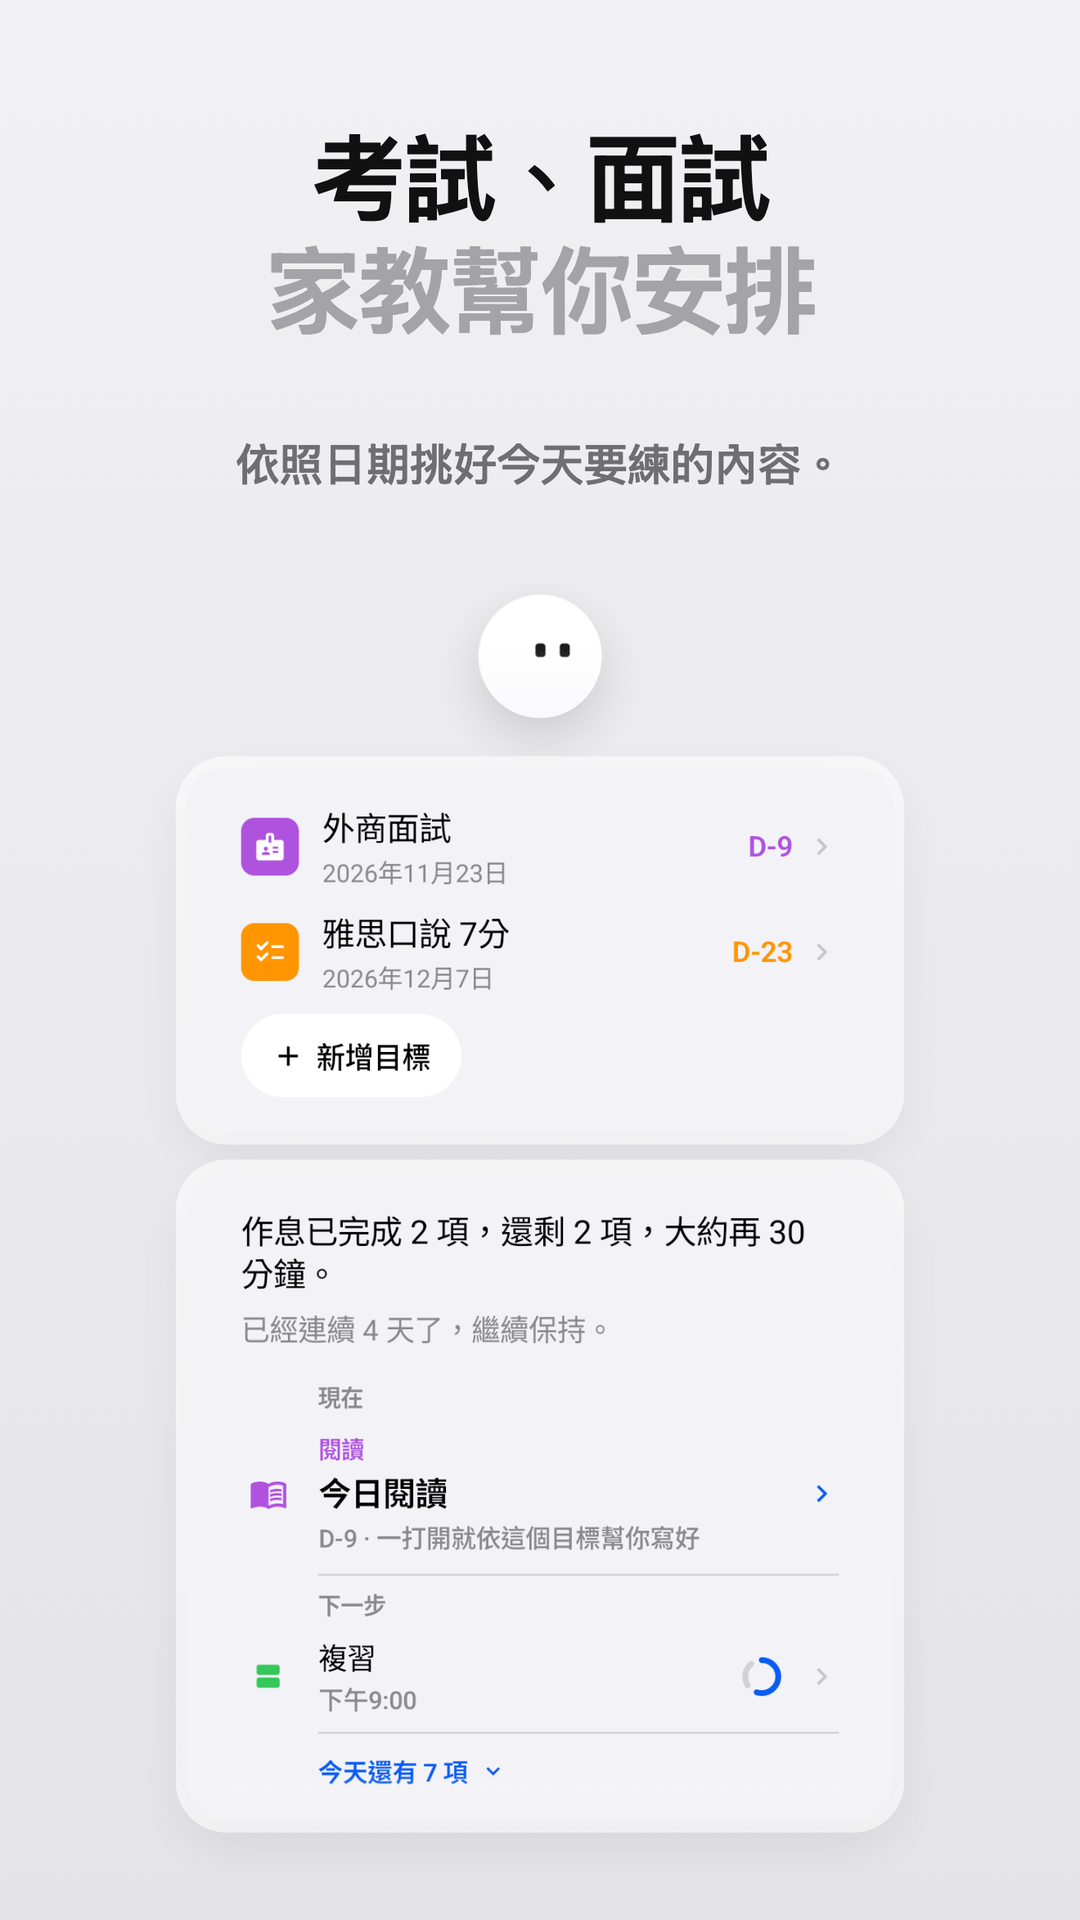 考試、面試
家教幫你安排
依照日期挑好今天要練的內容。
外商面試
2026年11月23日
D-9
雅思口說 7分
2026年12月7日
D-23
+ 新增目標
作息已完成 2 項，還剩 2 項，大約再 30
分鐘。
已經連續 4 天了，繼續保持。
現在
閱讀
今日閱讀
D-9 · 一打開就依這個目標幫你寫好
下一步
複習
下午9:00
今天還有 7 項